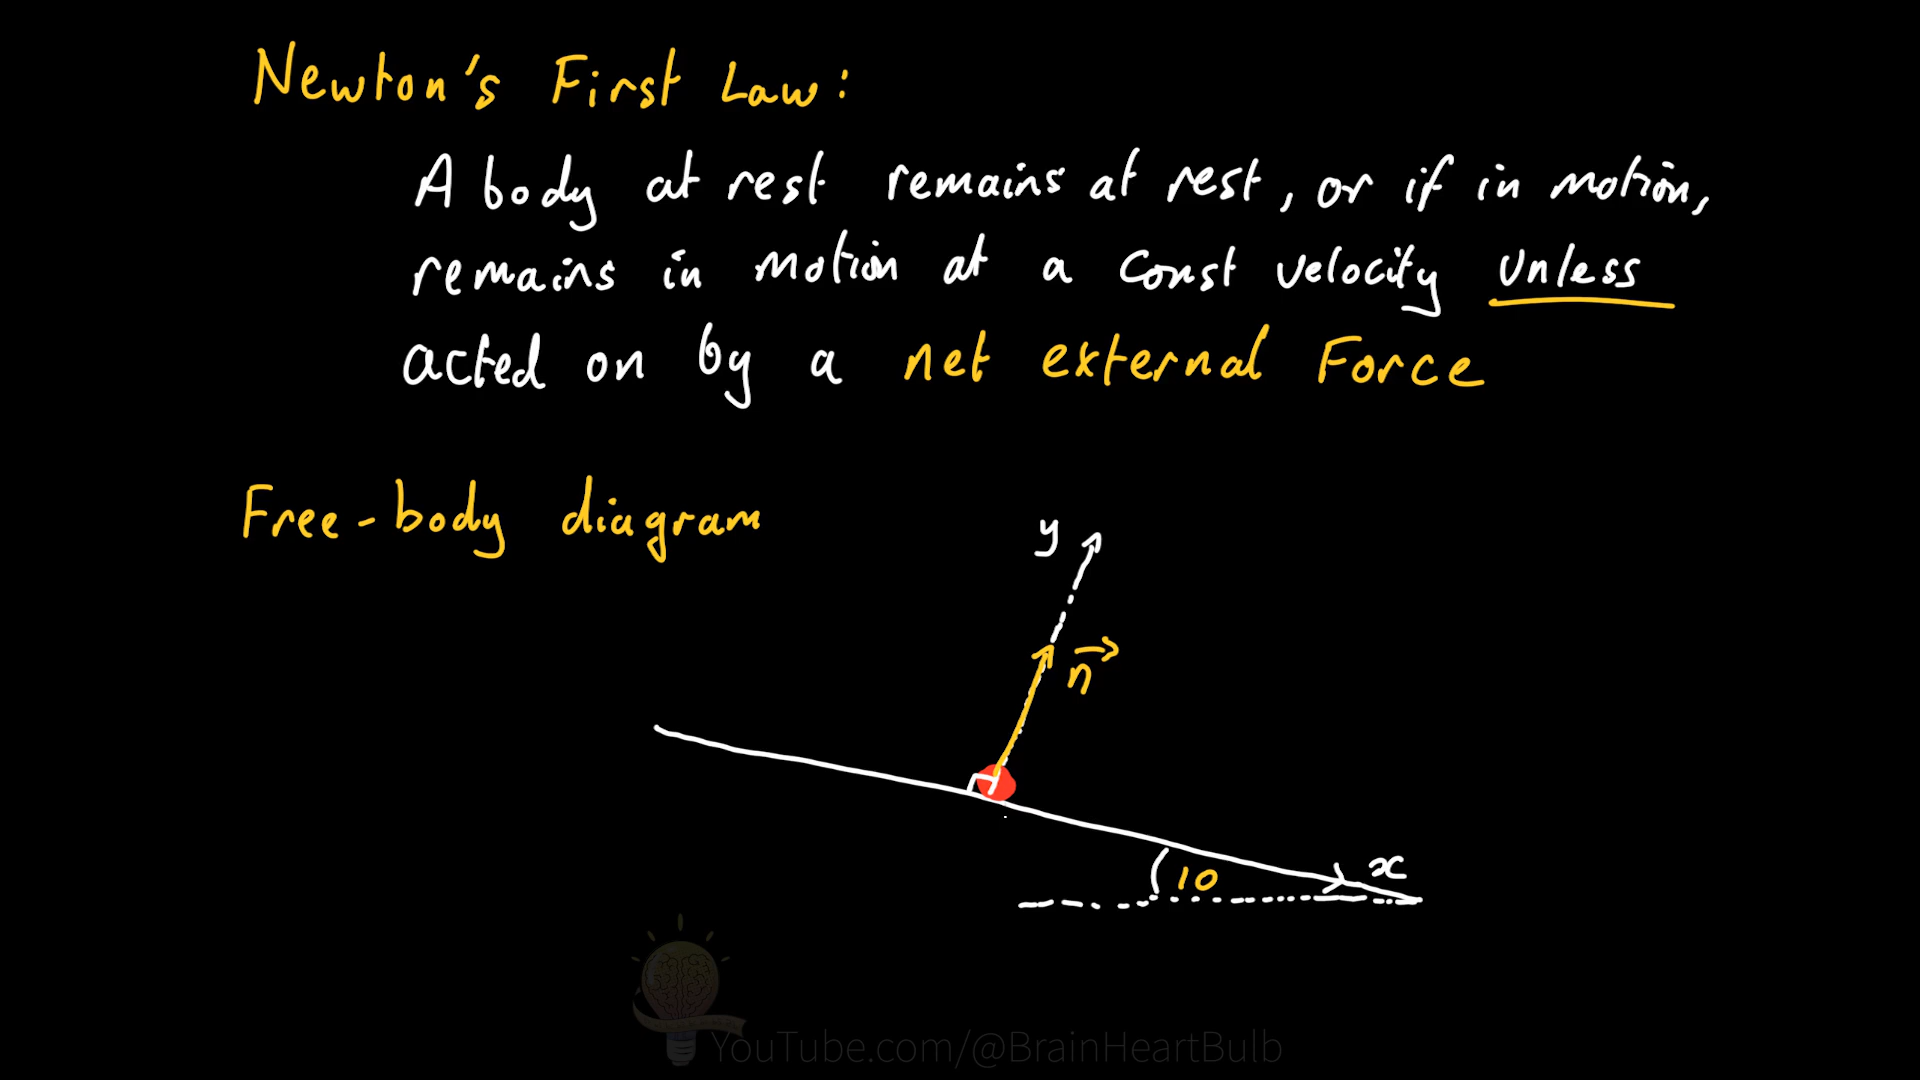 Newton's First Law:
A body at rest remains at rest, or if in motion,
remains in motion at a const velocity unless
acted on by a net external Force
Free-body diagram
y
n
x
10
YouTube.com/@BrainHeartBulb